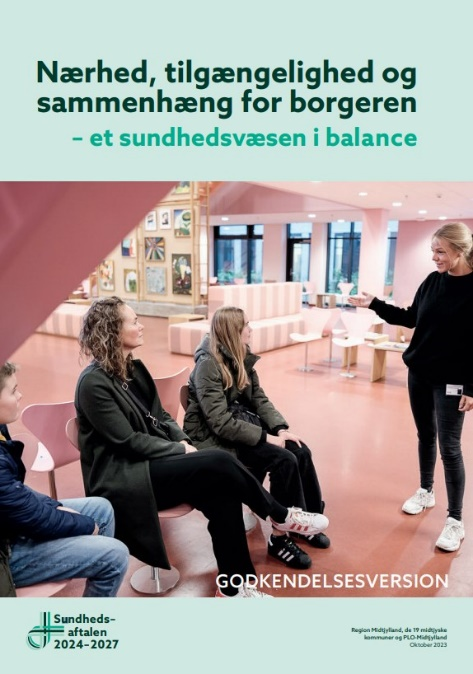 Nærhed, tilgængelighed og
sammenhæng for borgeren
– et sundhedsvæsen i balance
GODKENDELSESVERSION
Sundheds-
aftalen
2024–2027
Region Midtjylland, de 19 midtjyske
kommuner og PLO-Midtjylland
Oktober 2023